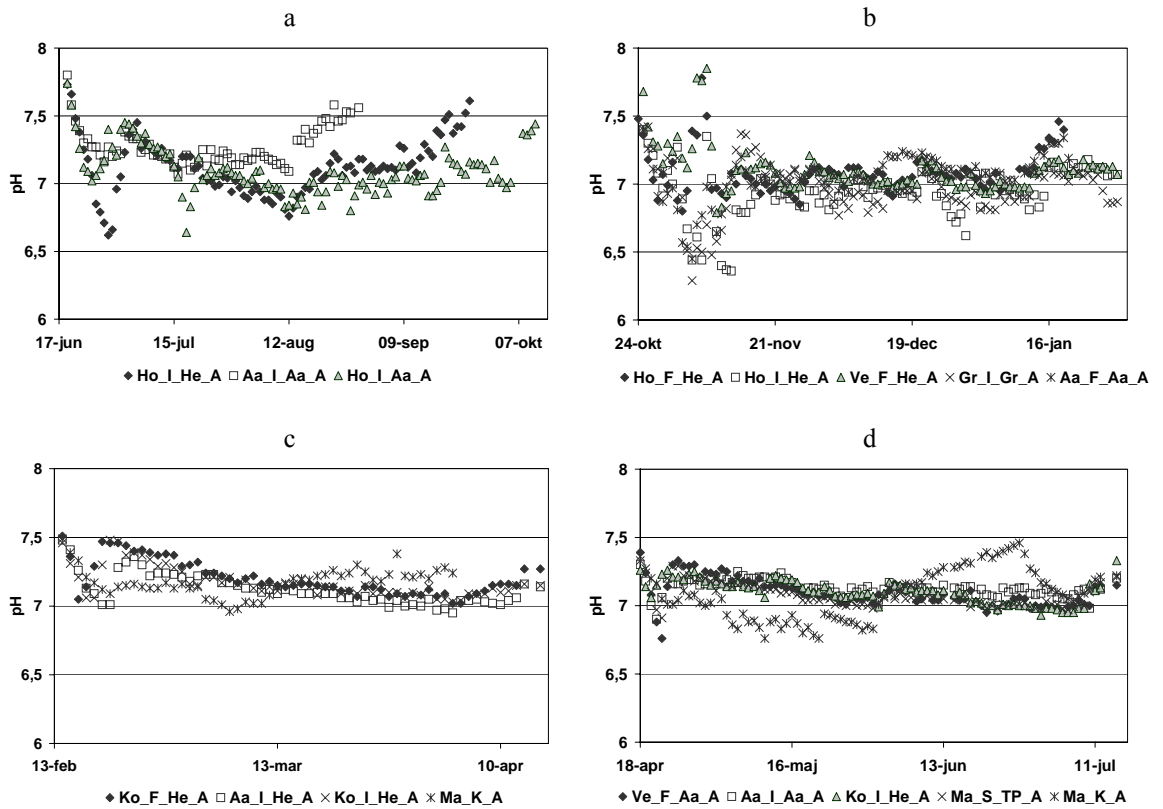 a
8
7,5
7
6,5
6
pH
17-jun 15-jul 12-aug 09-sep 07-okt
Ho_I_He_A Aa_I_Aa_A Ho_I_Aa_A
b
8
7,5
7
6,5
6
pH
24-okt 21-nov 19-dec 16-jan
Ho_F_He_A Ho_I_He_A Ve_F_He_A Gr_I_Gr_A Aa_F_Aa_A
c
8
7,5
7
6,5
6
pH
13-feb 13-mar 10-apr
Ko_F_He_A Aa_I_He_A Ko_I_He_A Ma_K_A
d
8
7,5
7
6,5
6
pH
18-apr 16-maj 13-jun 11-jul
Ve_F_Aa_A Aa_I_Aa_A Ko_I_He_A Ma_S_TP_A Ma_K_A